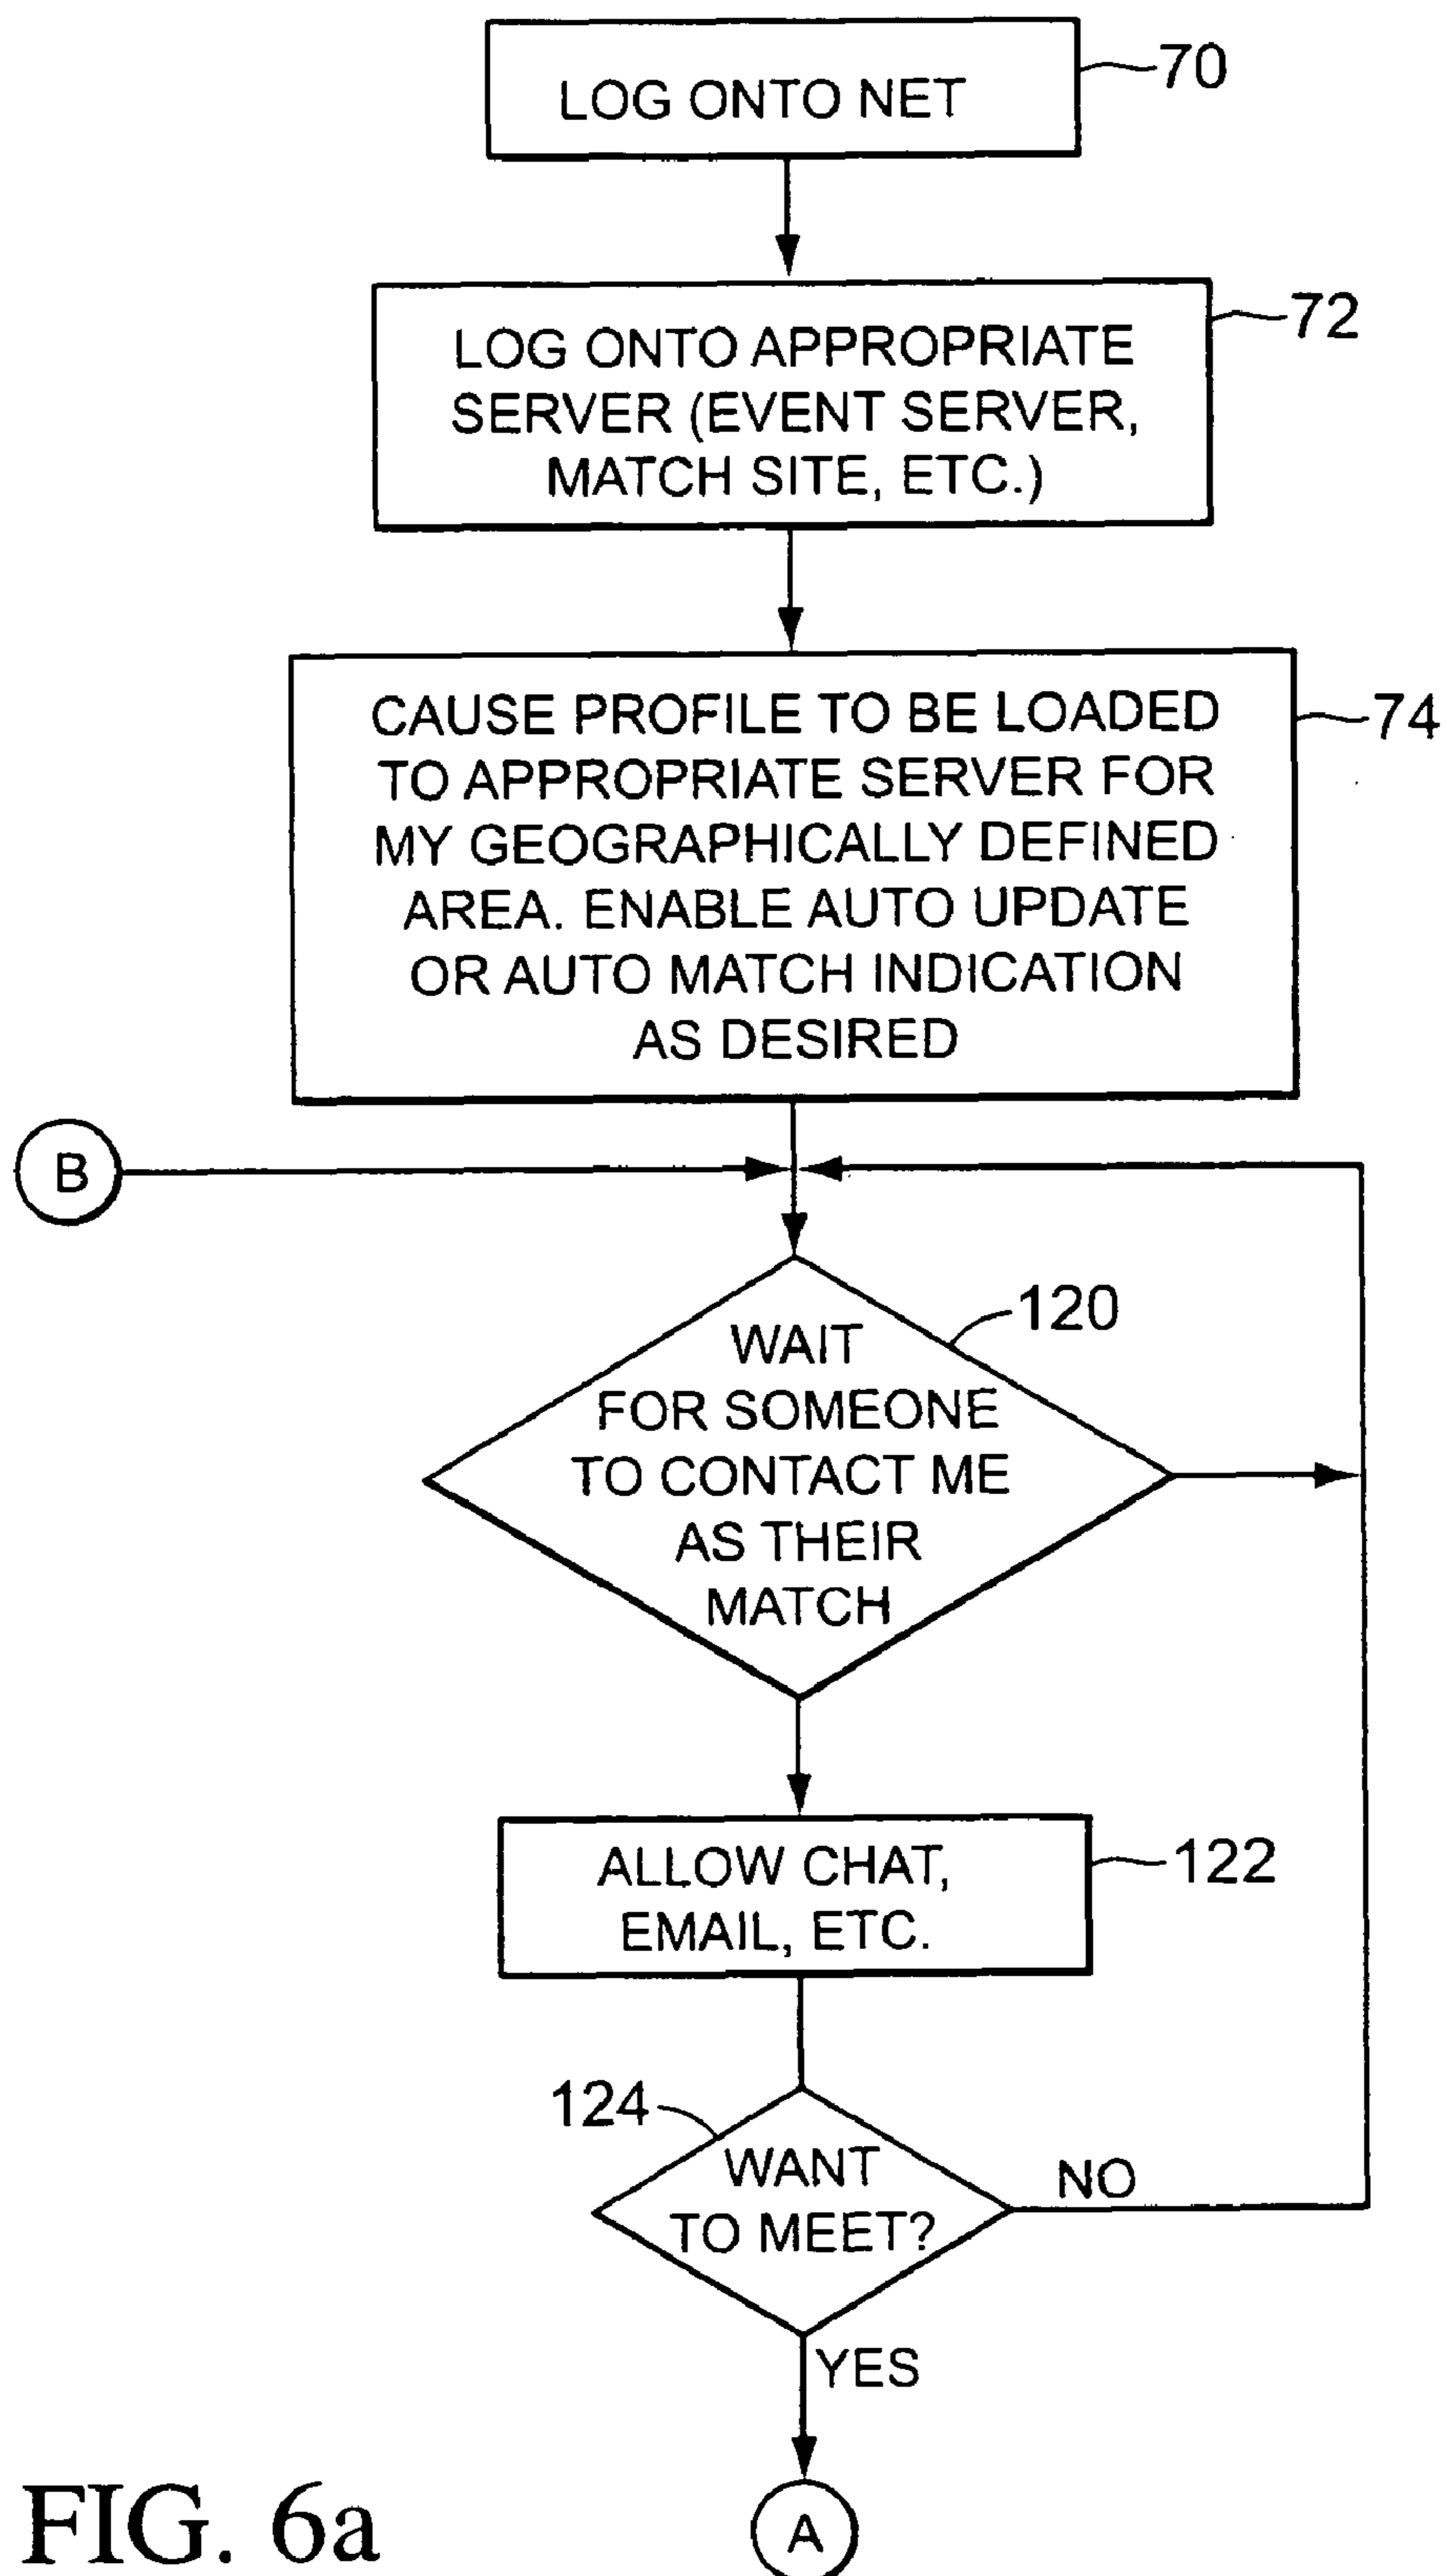 LOG ONTO NET
70
LOG ONTO APPROPRIATE
SERVER (EVENT SERVER,
MATCH SITE, ETC.)
72
CAUSE PROFILE TO BE LOADED
TO APPROPRIATE SERVER FOR
MY GEOGRAPHICALLY DEFINED
AREA. ENABLE AUTO UPDATE
OR AUTO MATCH INDICATION
AS DESIRED
74
B
120
WAIT
FOR SOMEONE
TO CONTACT ME
AS THEIR
MATCH
ALLOW CHAT,
EMAIL, ETC.
122
124
WANT
TO MEET?
NO
YES
A
FIG. 6a